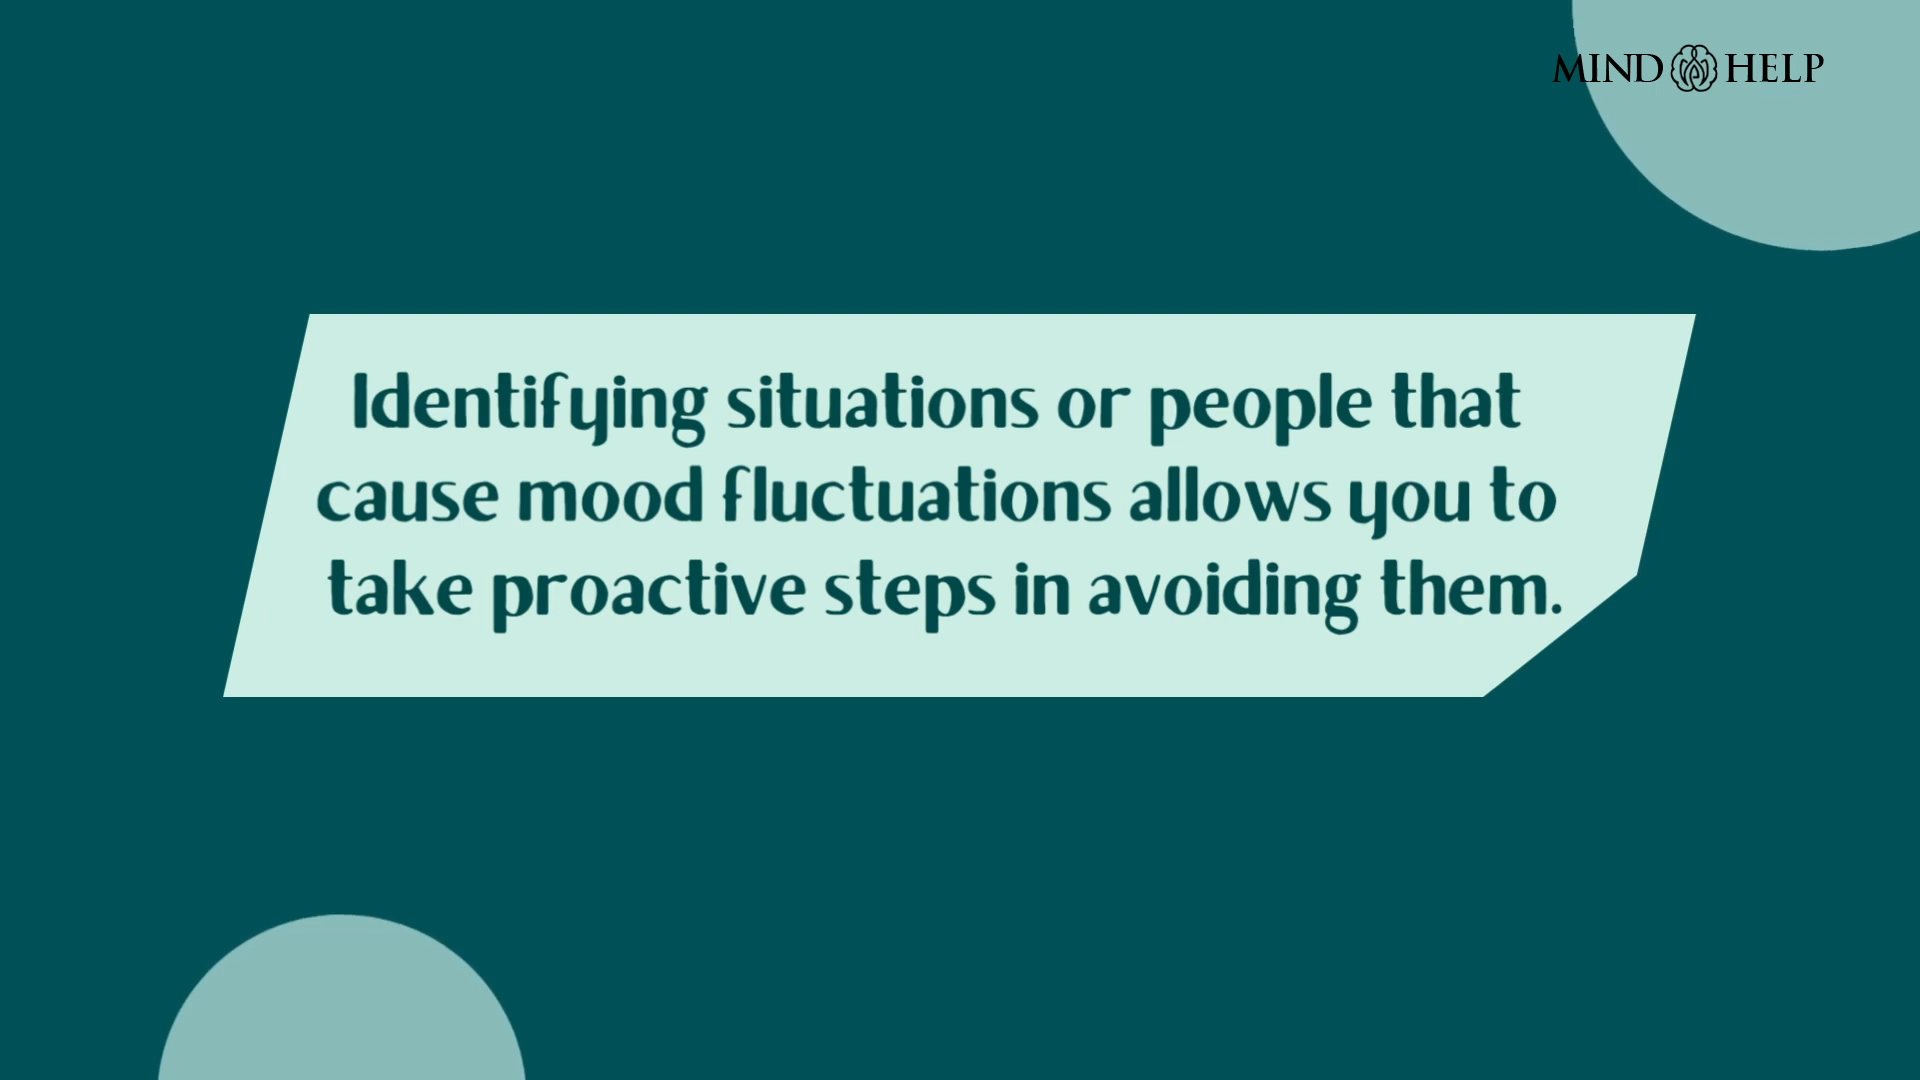 MIND HELP
Identifying situations or people that
cause mood fluctuations allows you to
take proactive steps in avoiding them.